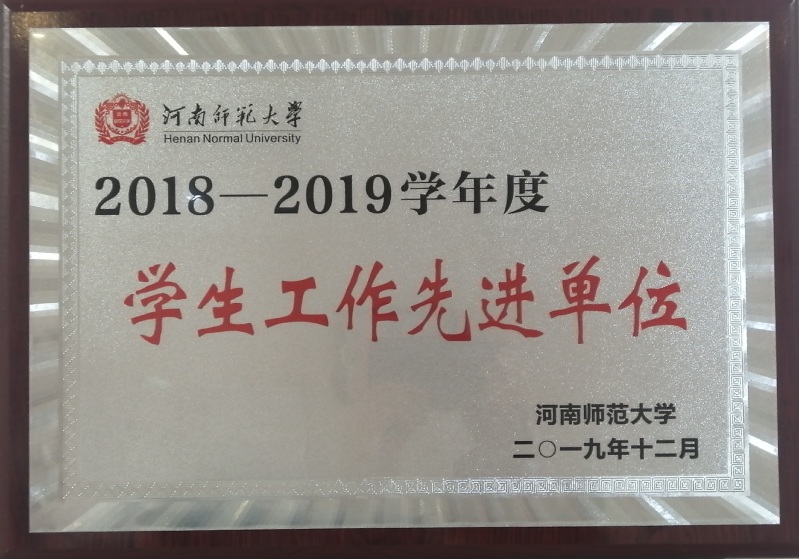 河南师范大学
Henan Normal University
2018—2019学年度
学生工作先进单位
河南师范大学
二〇一九年十二月